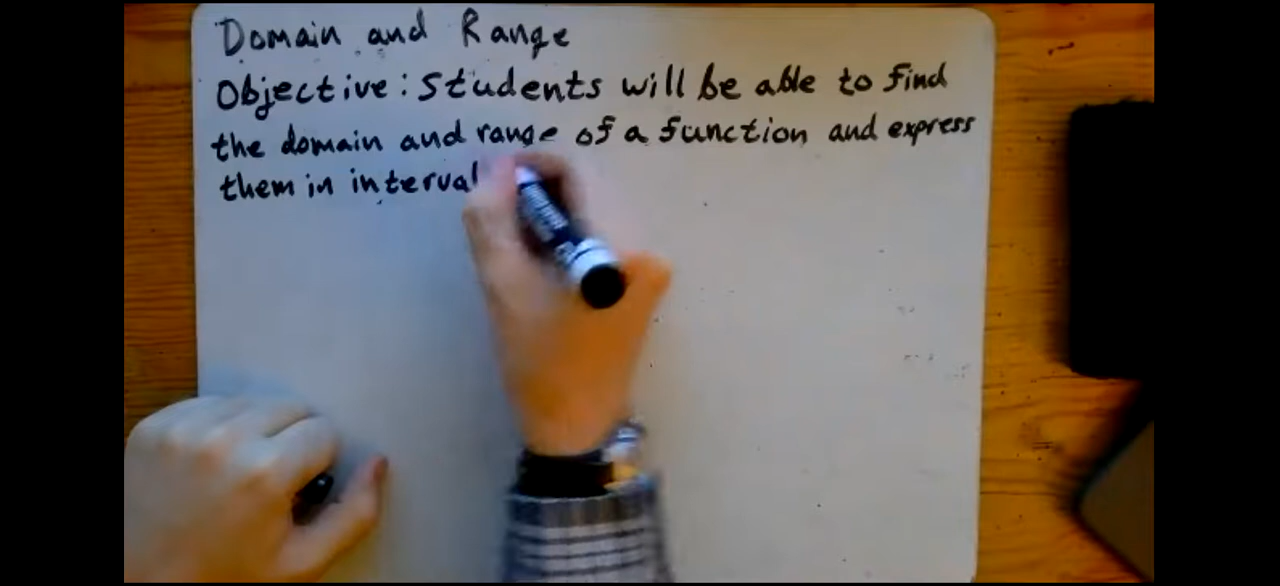 Domain and Range
Objective: Students will be able to find
the domain and range of a function and express
them in interval